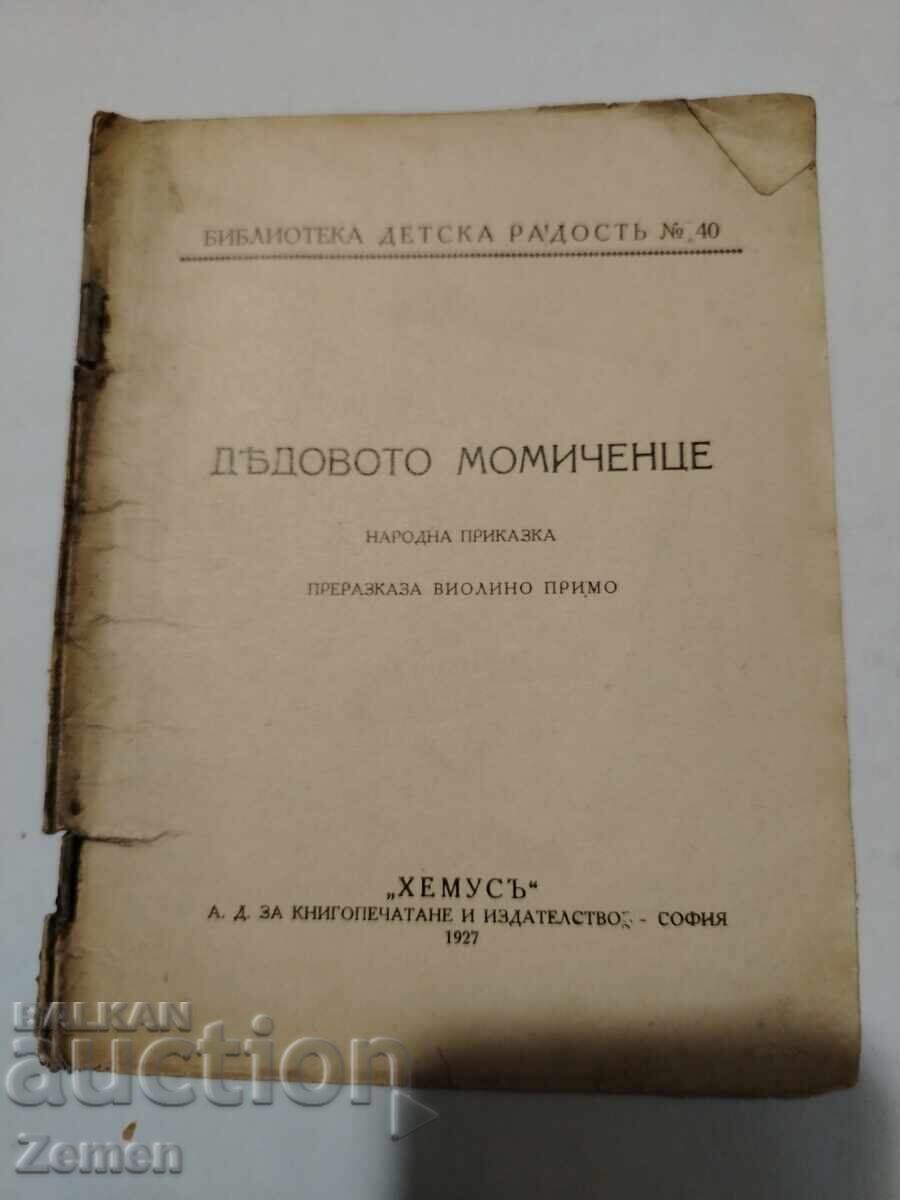 БИБЛИОТЕКА ДЕТСКА РАДОСТЬ № 40
ДѢДОВОТО МОМИЧЕНЦЕ
НАРОДНА ПРИКАЗКА
ПРЕРАЗКАЗА ВИОЛИНО ПРИМО
„ХЕМУСЪ“
А. Д. ЗА КНИГОПЕЧАТАНЕ И ИЗДАТЕЛСТВО, - СОФИЯ
1927
BALKAN
auction
Zemen